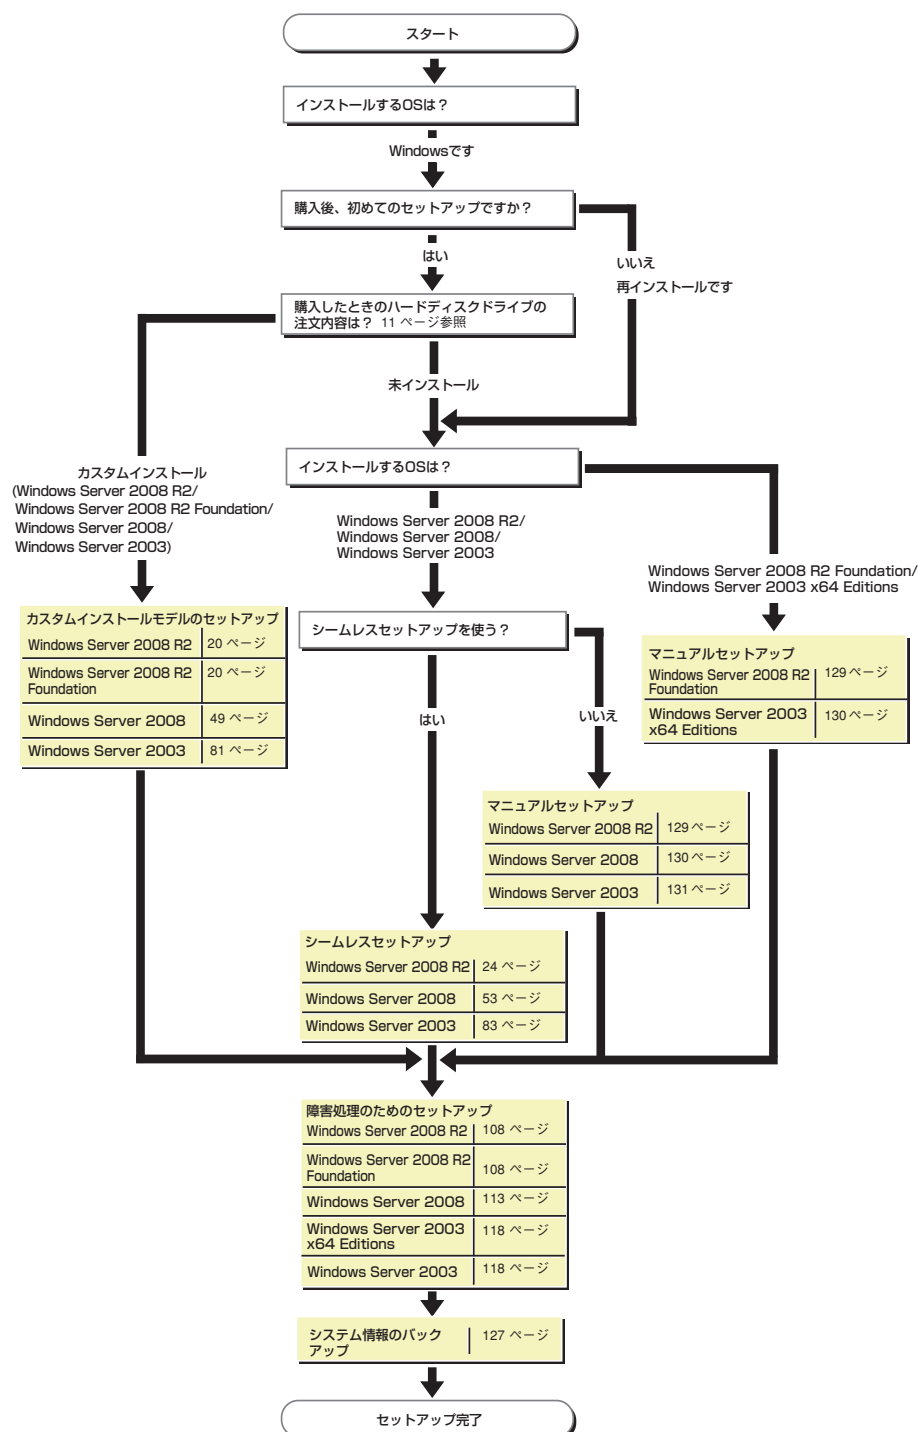 スタート
インストールするOSは？
Windowsです
購入後、初めてのセットアップですか？
はい
いいえ
再インストールです
購入したときのハードディスクドライブの
注文内容は？ 11 ページ参照
未インストール
カスタムインストール
(Windows Server 2008 R2/
Windows Server 2008 R2 Foundation/
Windows Server 2008/
Windows Server 2003)
インストールするOSは？
Windows Server 2008 R2/
Windows Server 2008/
Windows Server 2003
Windows Server 2008 R2 Foundation/
Windows Server 2003 x64 Editions
カスタムインストールモデルのセットアップ
Windows Server 2008 R2 20 ページ
Windows Server 2008 R2 20 ページ
Foundation
Windows Server 2008 49 ページ
Windows Server 2003 81 ページ
シームレスセットアップを使う？
はい
いいえ
マニュアルセットアップ
Windows Server 2008 R2 129 ページ
Foundation
Windows Server 2003 130 ページ
x64 Editions
マニュアルセットアップ
Windows Server 2008 R2 129 ページ
Windows Server 2008 130 ページ
Windows Server 2003 131 ページ
シームレスセットアップ
Windows Server 2008 R2 24 ページ
Windows Server 2008 53 ページ
Windows Server 2003 83 ページ
障害処理のためのセットアップ
Windows Server 2008 R2 108 ページ
Windows Server 2008 R2 108 ページ
Foundation
Windows Server 2008 113 ページ
Windows Server 2003 118 ページ
x64 Editions
Windows Server 2003 118 ページ
システム情報のバック 127 ページ
アップ
セットアップ完了